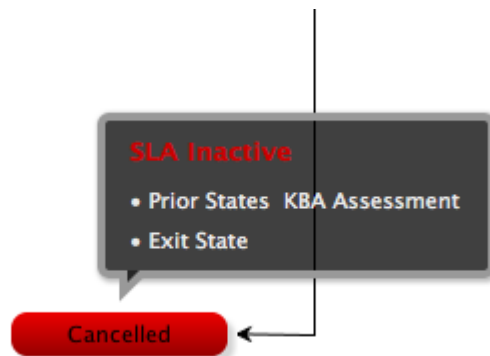 SLA Inactive
• Prior States  KBA Assessment
• Exit State
Cancelled